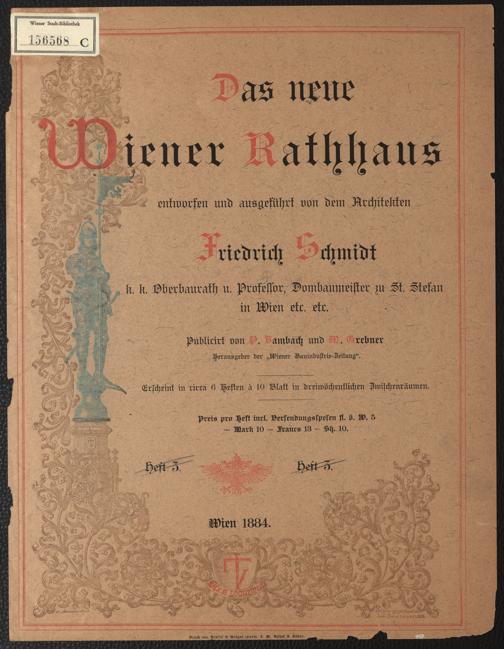 Wiener Stadt-Bibliothek
156568 C
Das neue
Wiener Rathhaus
entworfen und ausgeführt von dem Architekten
Friedrich Schmidt
k. k. Oberbaurath u. Professor, Dombaumeister zu St. Stefan
in Wien etc. etc.
Publicirt von P. Bambach und M. Grebner
Herausgeber der „Wiener Bauindustrie-Zeitung“.
Erscheint in circa 6 Heften à 10 Blatt in dreiwöchentlichen Zwischenräumen.
Preis pro Heft incl. Versendungsspesen fl. ö. W. 5
— Mark 10 — Francs 13 — Sh. 10.
Heft 5. Heft 5.
Wien 1884.